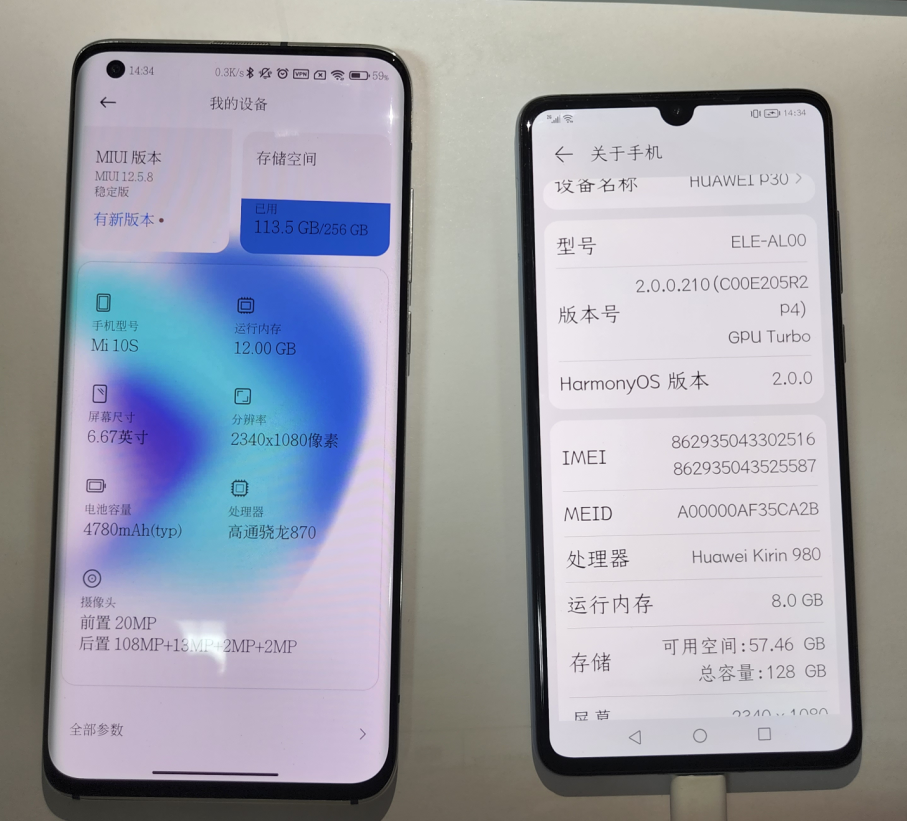 14:34
0.3K/s
VPN
59%
我的设备
MIUI 版本
MIUI 12.5.8
稳定版
有新版本
存储空间
已用
113.5 GB/256 GB
手机型号
Mi 10S
运行内存
12.00 GB
屏幕尺寸
6.67英寸
分辨率
2340x1080像素
电池容量
4780mAh(typ)
处理器
高通骁龙870
摄像头
前置 20MP
后置 108MP+13MP+2MP+2MP
全部参数
14:34
关于手机
设备名称
HUAWEI P30
型号
ELE-AL00
版本号
2.0.0.210(C00E205R2
P4)
GPU Turbo
HarmonyOS 版本
2.0.0
IMEI
862935043302516
862935043525587
MEID
A00000AF35CA2B
处理器
Huawei Kirin 980
运行内存
8.0 GB
存储
可用空间:57.46 GB
总容量:128 GB
屏幕
2340 x 1080